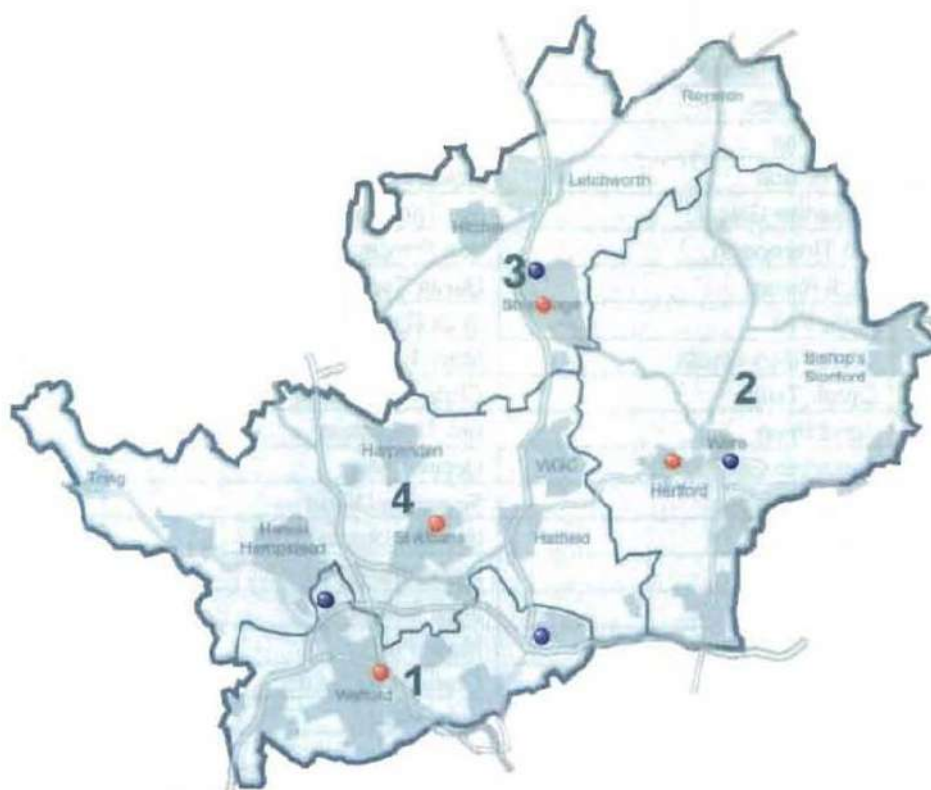 Royston
Letchworth
Hitchin
3
Stevenage
Bishop's
Stortford
2
Ware
Harpenden
WGC
Tring
4
Hertford
Hemel
Hempstead
St Albans
Hatfield
1
Watford